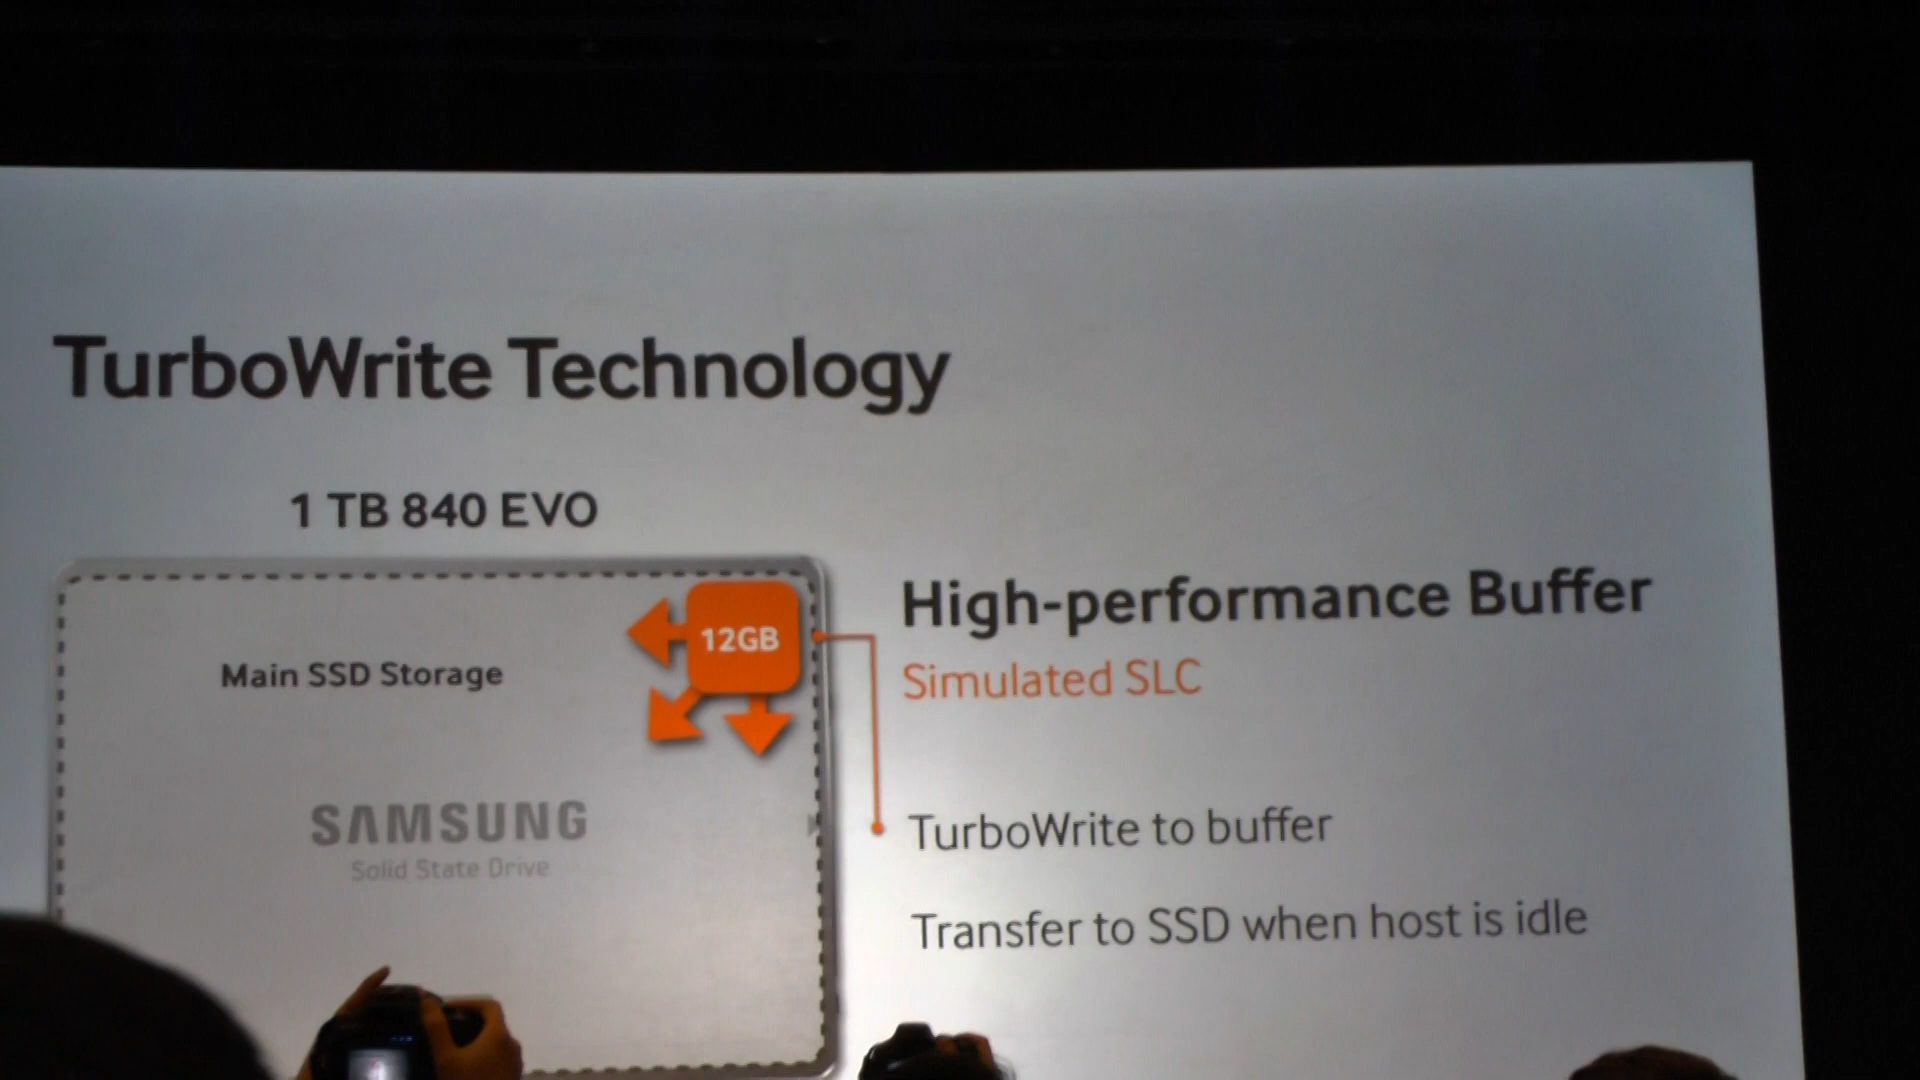 TurboWrite Technology
1 TB 840 EVO
12GB
Main SSD Storage
SAMSUNG
Solid State Drive
High-performance Buffer
Simulated SLC
TurboWrite to buffer
Transfer to SSD when host is idle